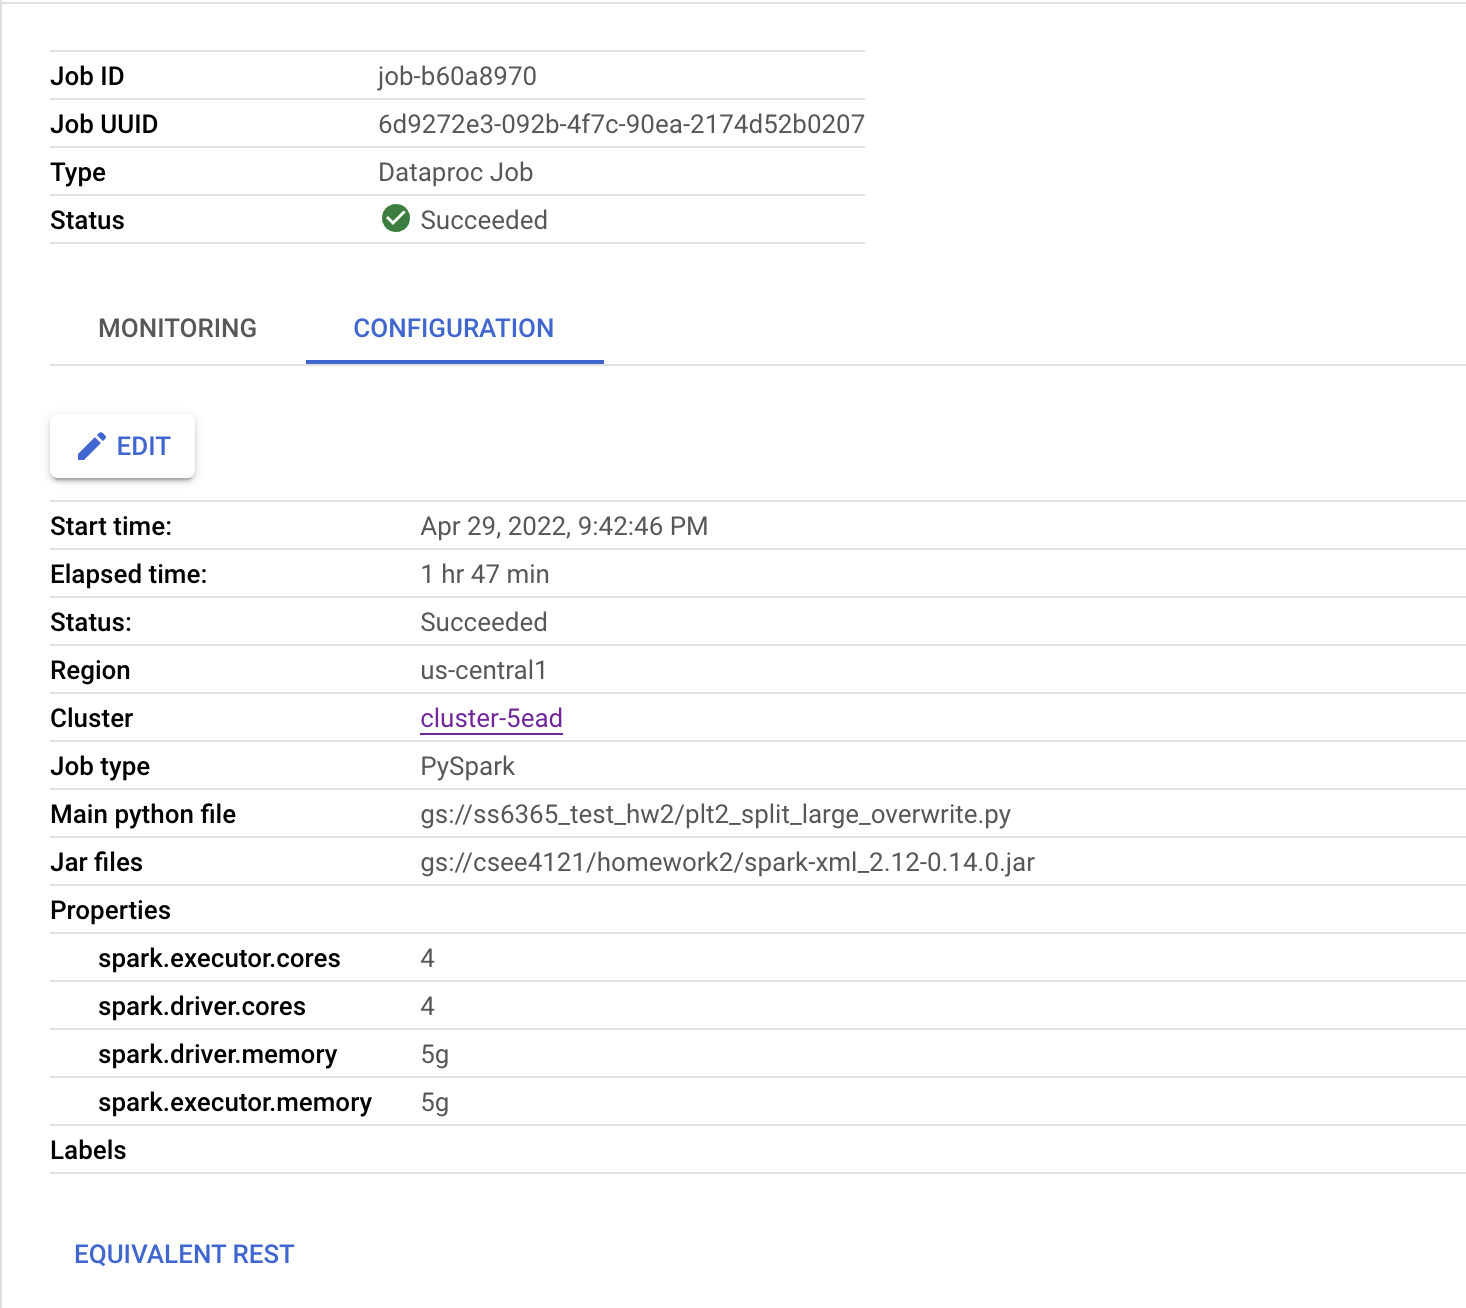 Job ID job-b60a8970
Job UUID 6d9272e3-092b-4f7c-90ea-2174d52b0207
Type Dataproc Job
Status Succeeded
MONITORING CONFIGURATION
EDIT
Start time: Apr 29, 2022, 9:42:46 PM
Elapsed time: 1 hr 47 min
Status: Succeeded
Region us-central1
Cluster cluster-5ead
Job type PySpark
Main python file gs://ss6365_test_hw2/plt2_split_large_overwrite.py
Jar files gs://csee4121/homework2/spark-xml_2.12-0.14.0.jar
Properties
spark.executor.cores 4
spark.driver.cores 4
spark.driver.memory 5g
spark.executor.memory 5g
Labels
EQUIVALENT REST